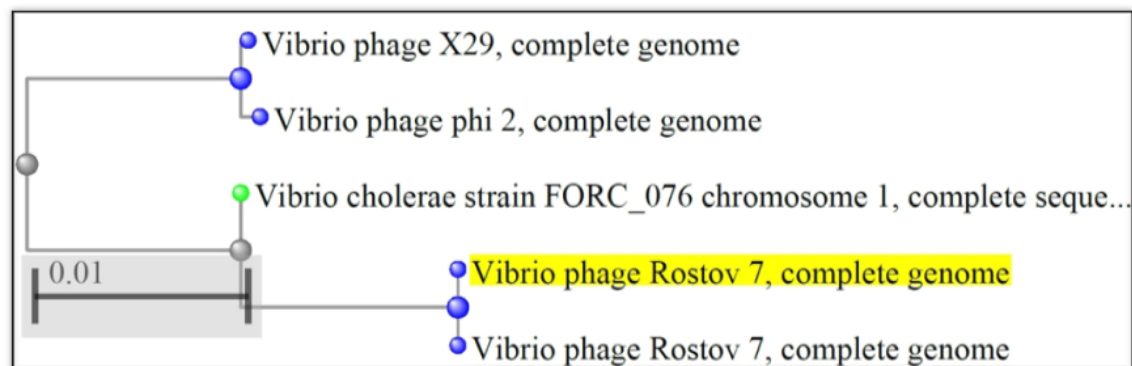 Vibrio phage X29, complete genome
Vibrio phage phi 2, complete genome
Vibrio cholerae strain FORC_076 chromosome 1, complete seque...
0.01
Vibrio phage Rostov 7, complete genome
Vibrio phage Rostov 7, complete genome